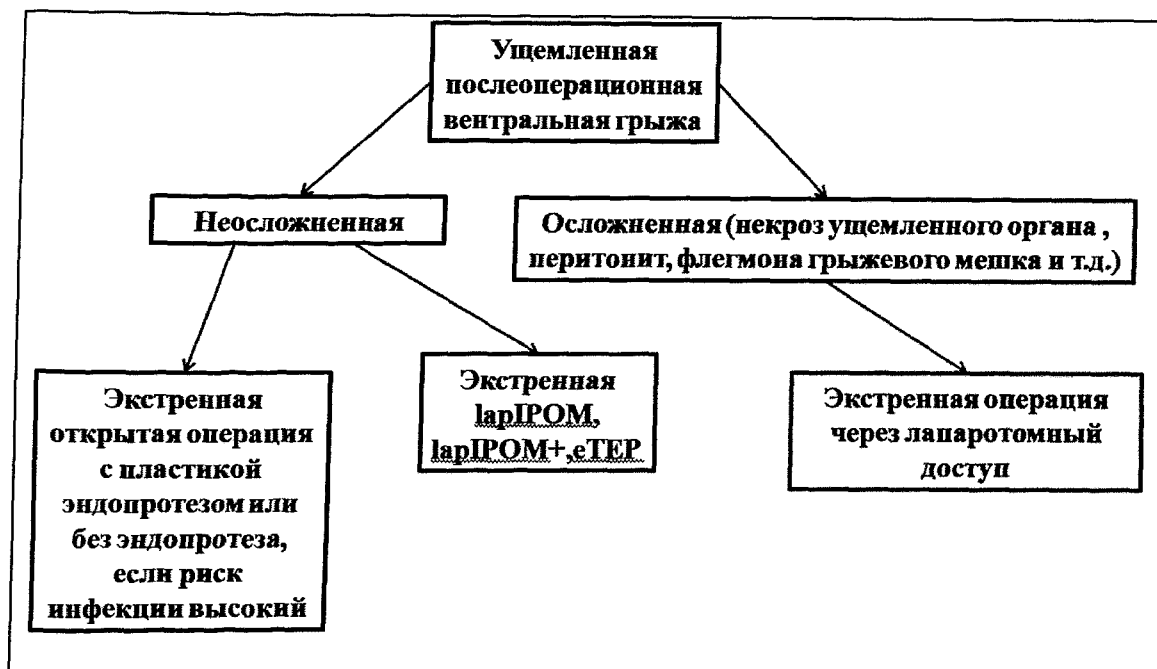 Ущемленная
послеоперационная
вентральная грыжа
Неосложненная
Осложненная (некроз ущемленного органа ,
перитонит, флегмона грыжевого мешка и т.д.)
Экстренная
открытая операция
с пластикой
эндопротезом или
без эндопротеза,
если риск
инфекции высокий
Экстренная
lapIPOM,
lapIPOM+,eTEP
Экстренная операция
через лапаротомный
доступ